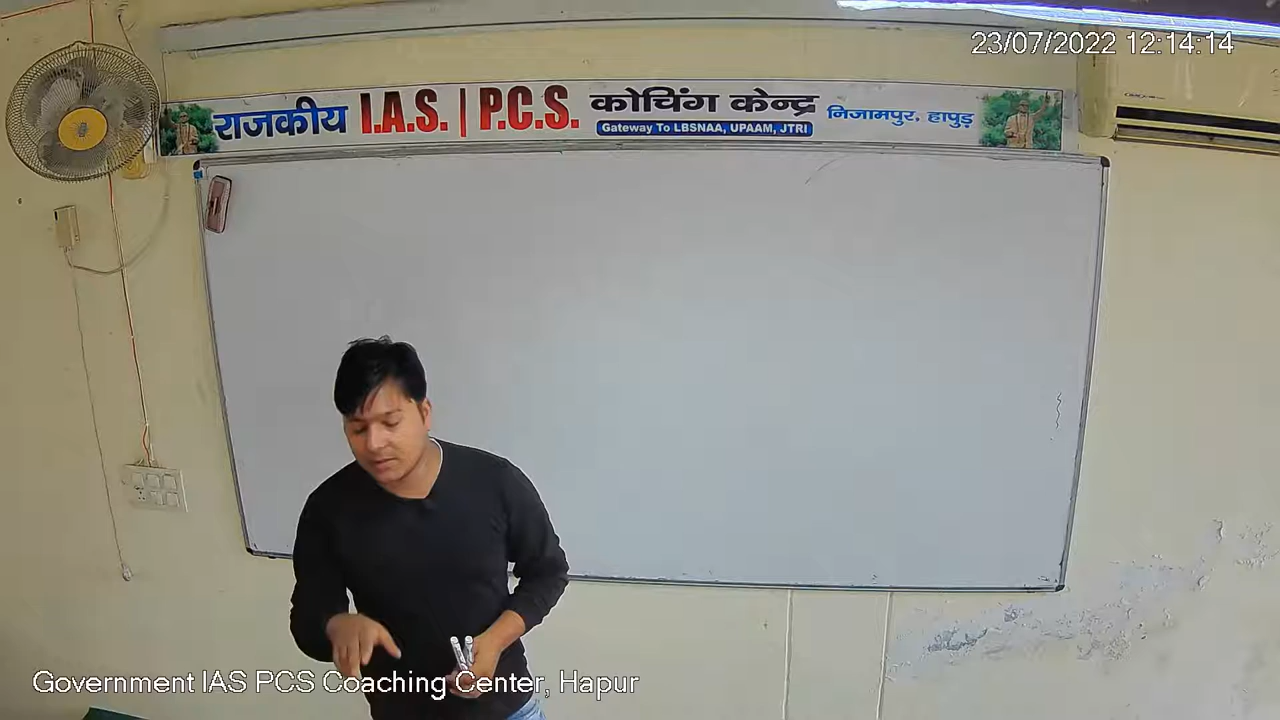 23/07/2022 12:14:14
राजकीय I.A.S. | P.C.S. कोचिंग केन्द्र निजामपुर, हापुड़
Gateway To LBSNAA, UPAAM, JTRI
Government IAS PCS Coaching Center, Hapur